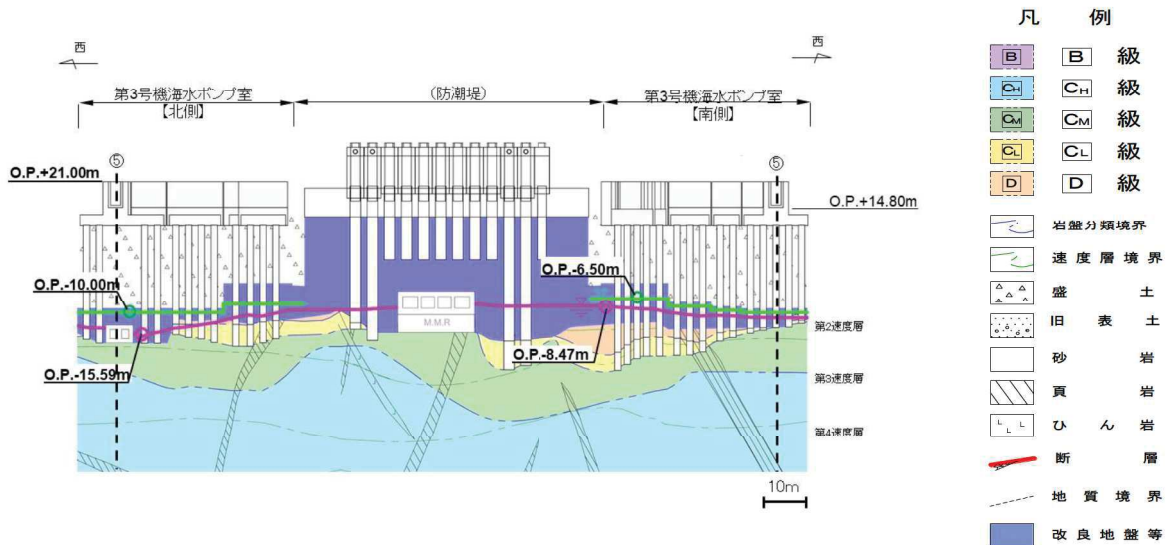 西
西
第3号機海水ポンプ室
【北側】
(防潮堤)
第3号機海水ポンプ室
【南側】
⑤
⑤
O.P.+21.00m
O.P.+14.80m
O.P.-10.00m
O.P.-6.50m
M.M.R
第2速度層
O.P.-8.47m
O.P.-15.59m
第3速度層
第4速度層
10m
凡 例
B B 級
CH CH 級
CM CM 級
CL CL 級
D D 級
岩盤分類境界
速度層境界
盛 土
旧 表 土
砂 岩
頁 岩
ひ ん 岩
断 層
地 質 境 界
改 良 地 盤 等